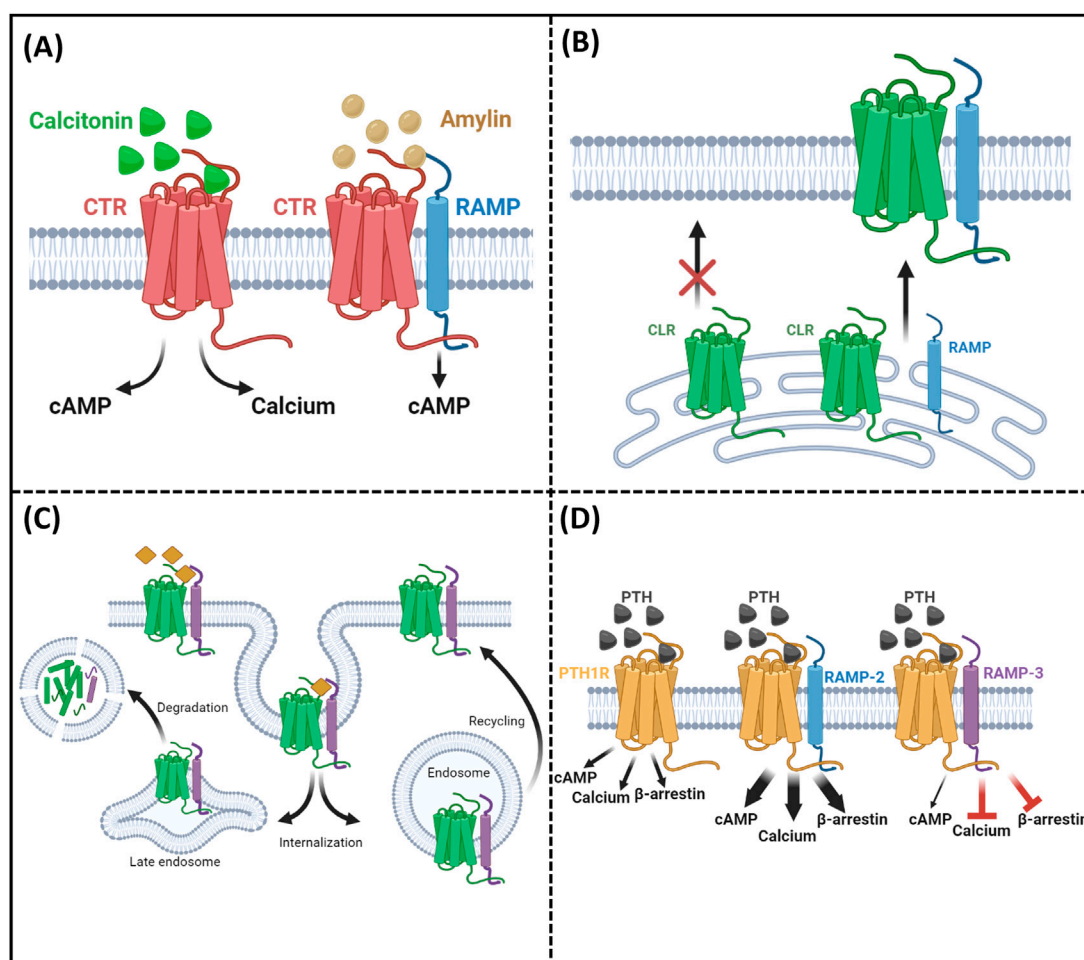 (A)
Calcitonin
Amylin
CTR
CTR
RAMP
cAMP
Calcium
cAMP
(B)
CLR
CLR
RAMP
(C)
Degradation
Recycling
Endosome
Internalization
Late endosome
(D)
PTH
PTH
PTH
PTH1R
RAMP-2
RAMP-3
cAMP
Calcium
β-arrestin
cAMP
Calcium
β-arrestin
cAMP
Calcium
β-arrestin